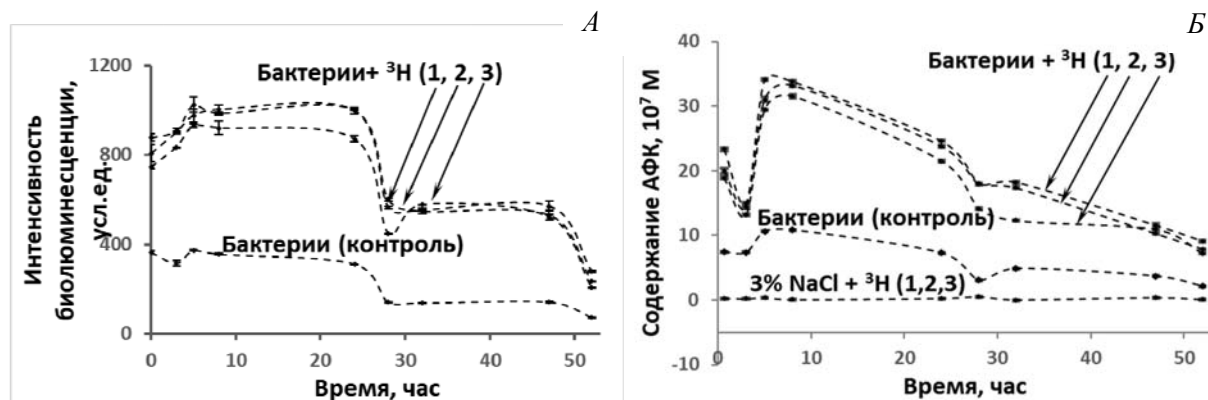 А
1200
800
400
0
Интенсивность
биолюминесценции,
усл.ед.
Бактерии+ ³H (1, 2, 3)
Бактерии (контроль)
0 10 20 30 40 50
Время, час
Б
40
30
20
10
0
-10
Содержание АФК, 10⁷ М
Бактерии + ³H (1, 2, 3)
Бактерии (контроль)
3% NaCl + ³H (1,2,3)
10 20 30 40 50
Время, час